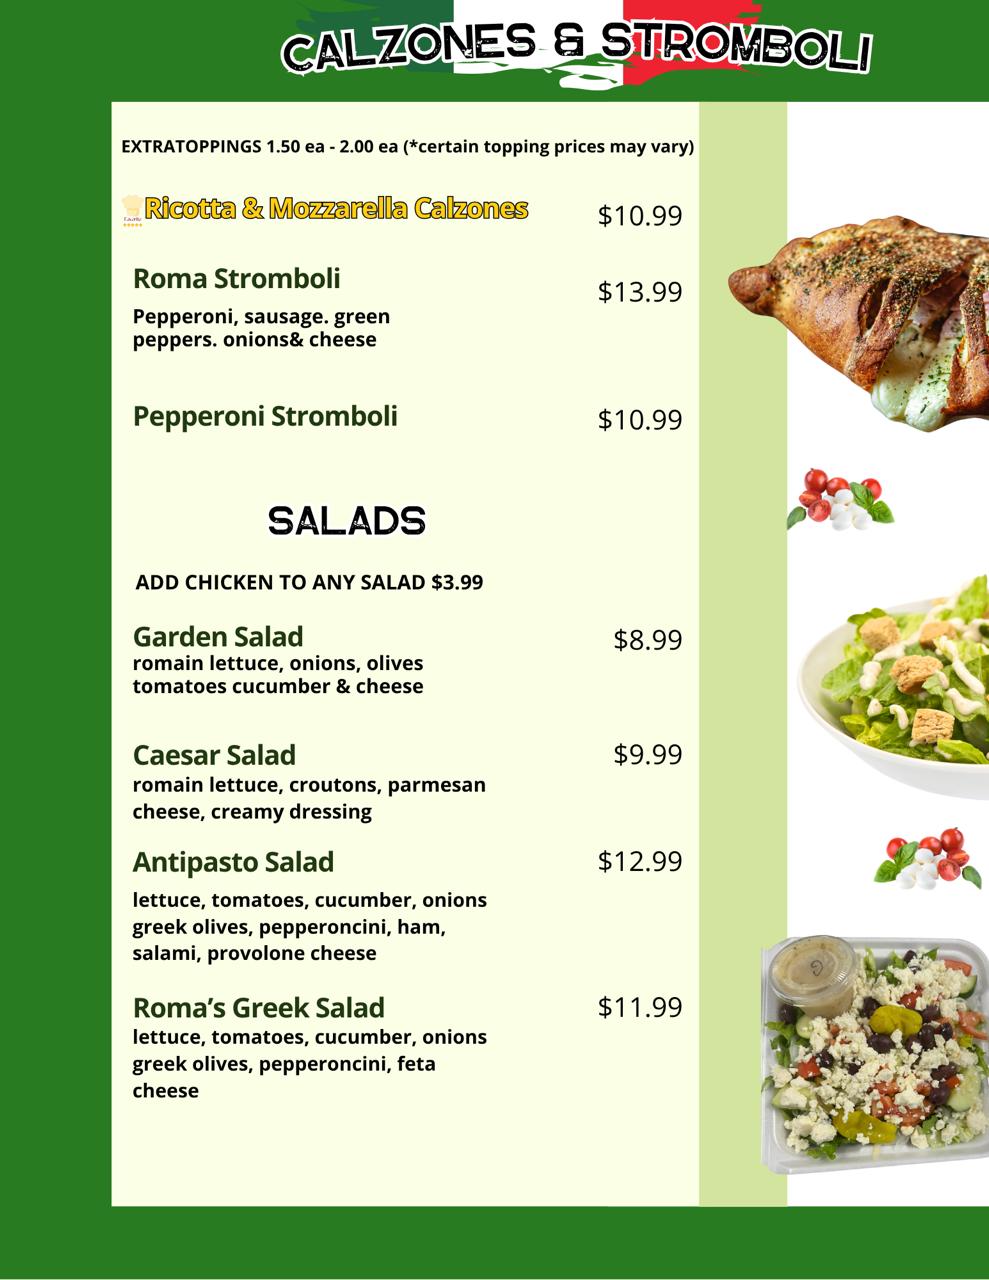 CALZONES & STROMBOLI
EXTRATOPPINGS 1.50 ea - 2.00 ea (*certain topping prices may vary)
Ricotta & Mozzarella Calzones $10.99
Roma Stromboli $13.99
Pepperoni, sausage. green
peppers. onions& cheese
Pepperoni Stromboli $10.99
SALADS
ADD CHICKEN TO ANY SALAD $3.99
Garden Salad $8.99
romain lettuce, onions, olives
tomatoes cucumber & cheese
Caesar Salad $9.99
romain lettuce, croutons, parmesan
cheese, creamy dressing
Antipasto Salad $12.99
lettuce, tomatoes, cucumber, onions
greek olives, pepperoncini, ham,
salami, provolone cheese
Roma’s Greek Salad $11.99
lettuce, tomatoes, cucumber, onions
greek olives, pepperoncini, feta
cheese